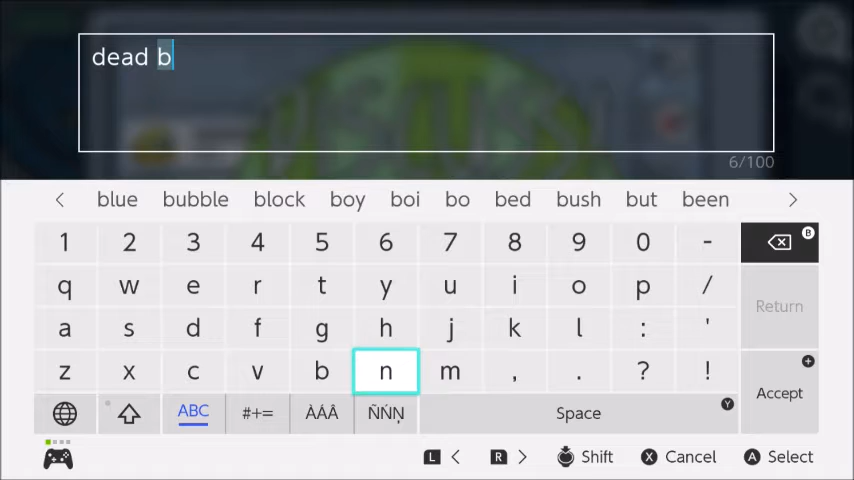 dead b
6/100
< blue bubble block boy boi bo bed bush but been >
1 2 3 4 5 6 7 8 9 0 - B
q w e r t y u i o p / Return
a s d f g h j k l : '
z x c v b n m , . ? ! + Accept
ABC #+= ÀÁÂ ÑŃŅ Space Y
L < R > Shift X Cancel A Select